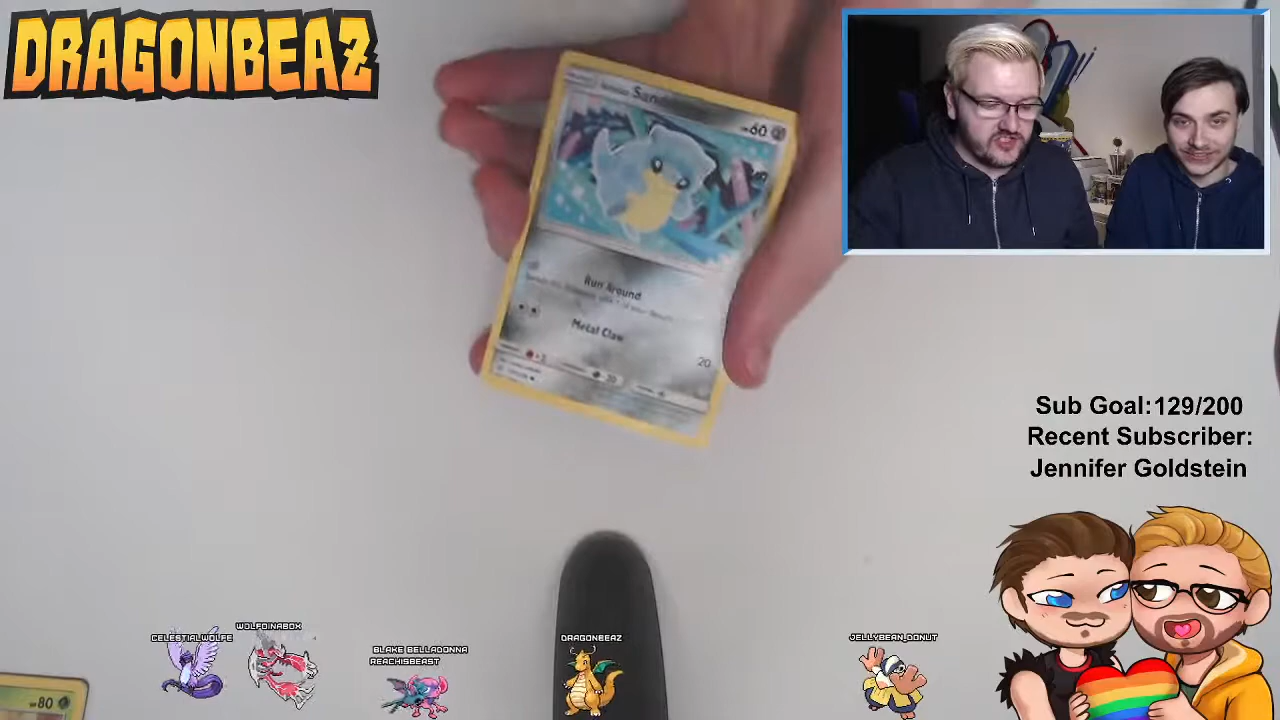 DRAGONBEAZ
60
Run Around
Metal Claw
20
Sub Goal:129/200
Recent Subscriber:
Jennifer Goldstein
CELESTIALWOLFE
WOLFOINABOX
BLAKE BELLADONNA
REACHISBEAST
DRAGONBEAZ
JELLYBEAN_DONUT
HP80